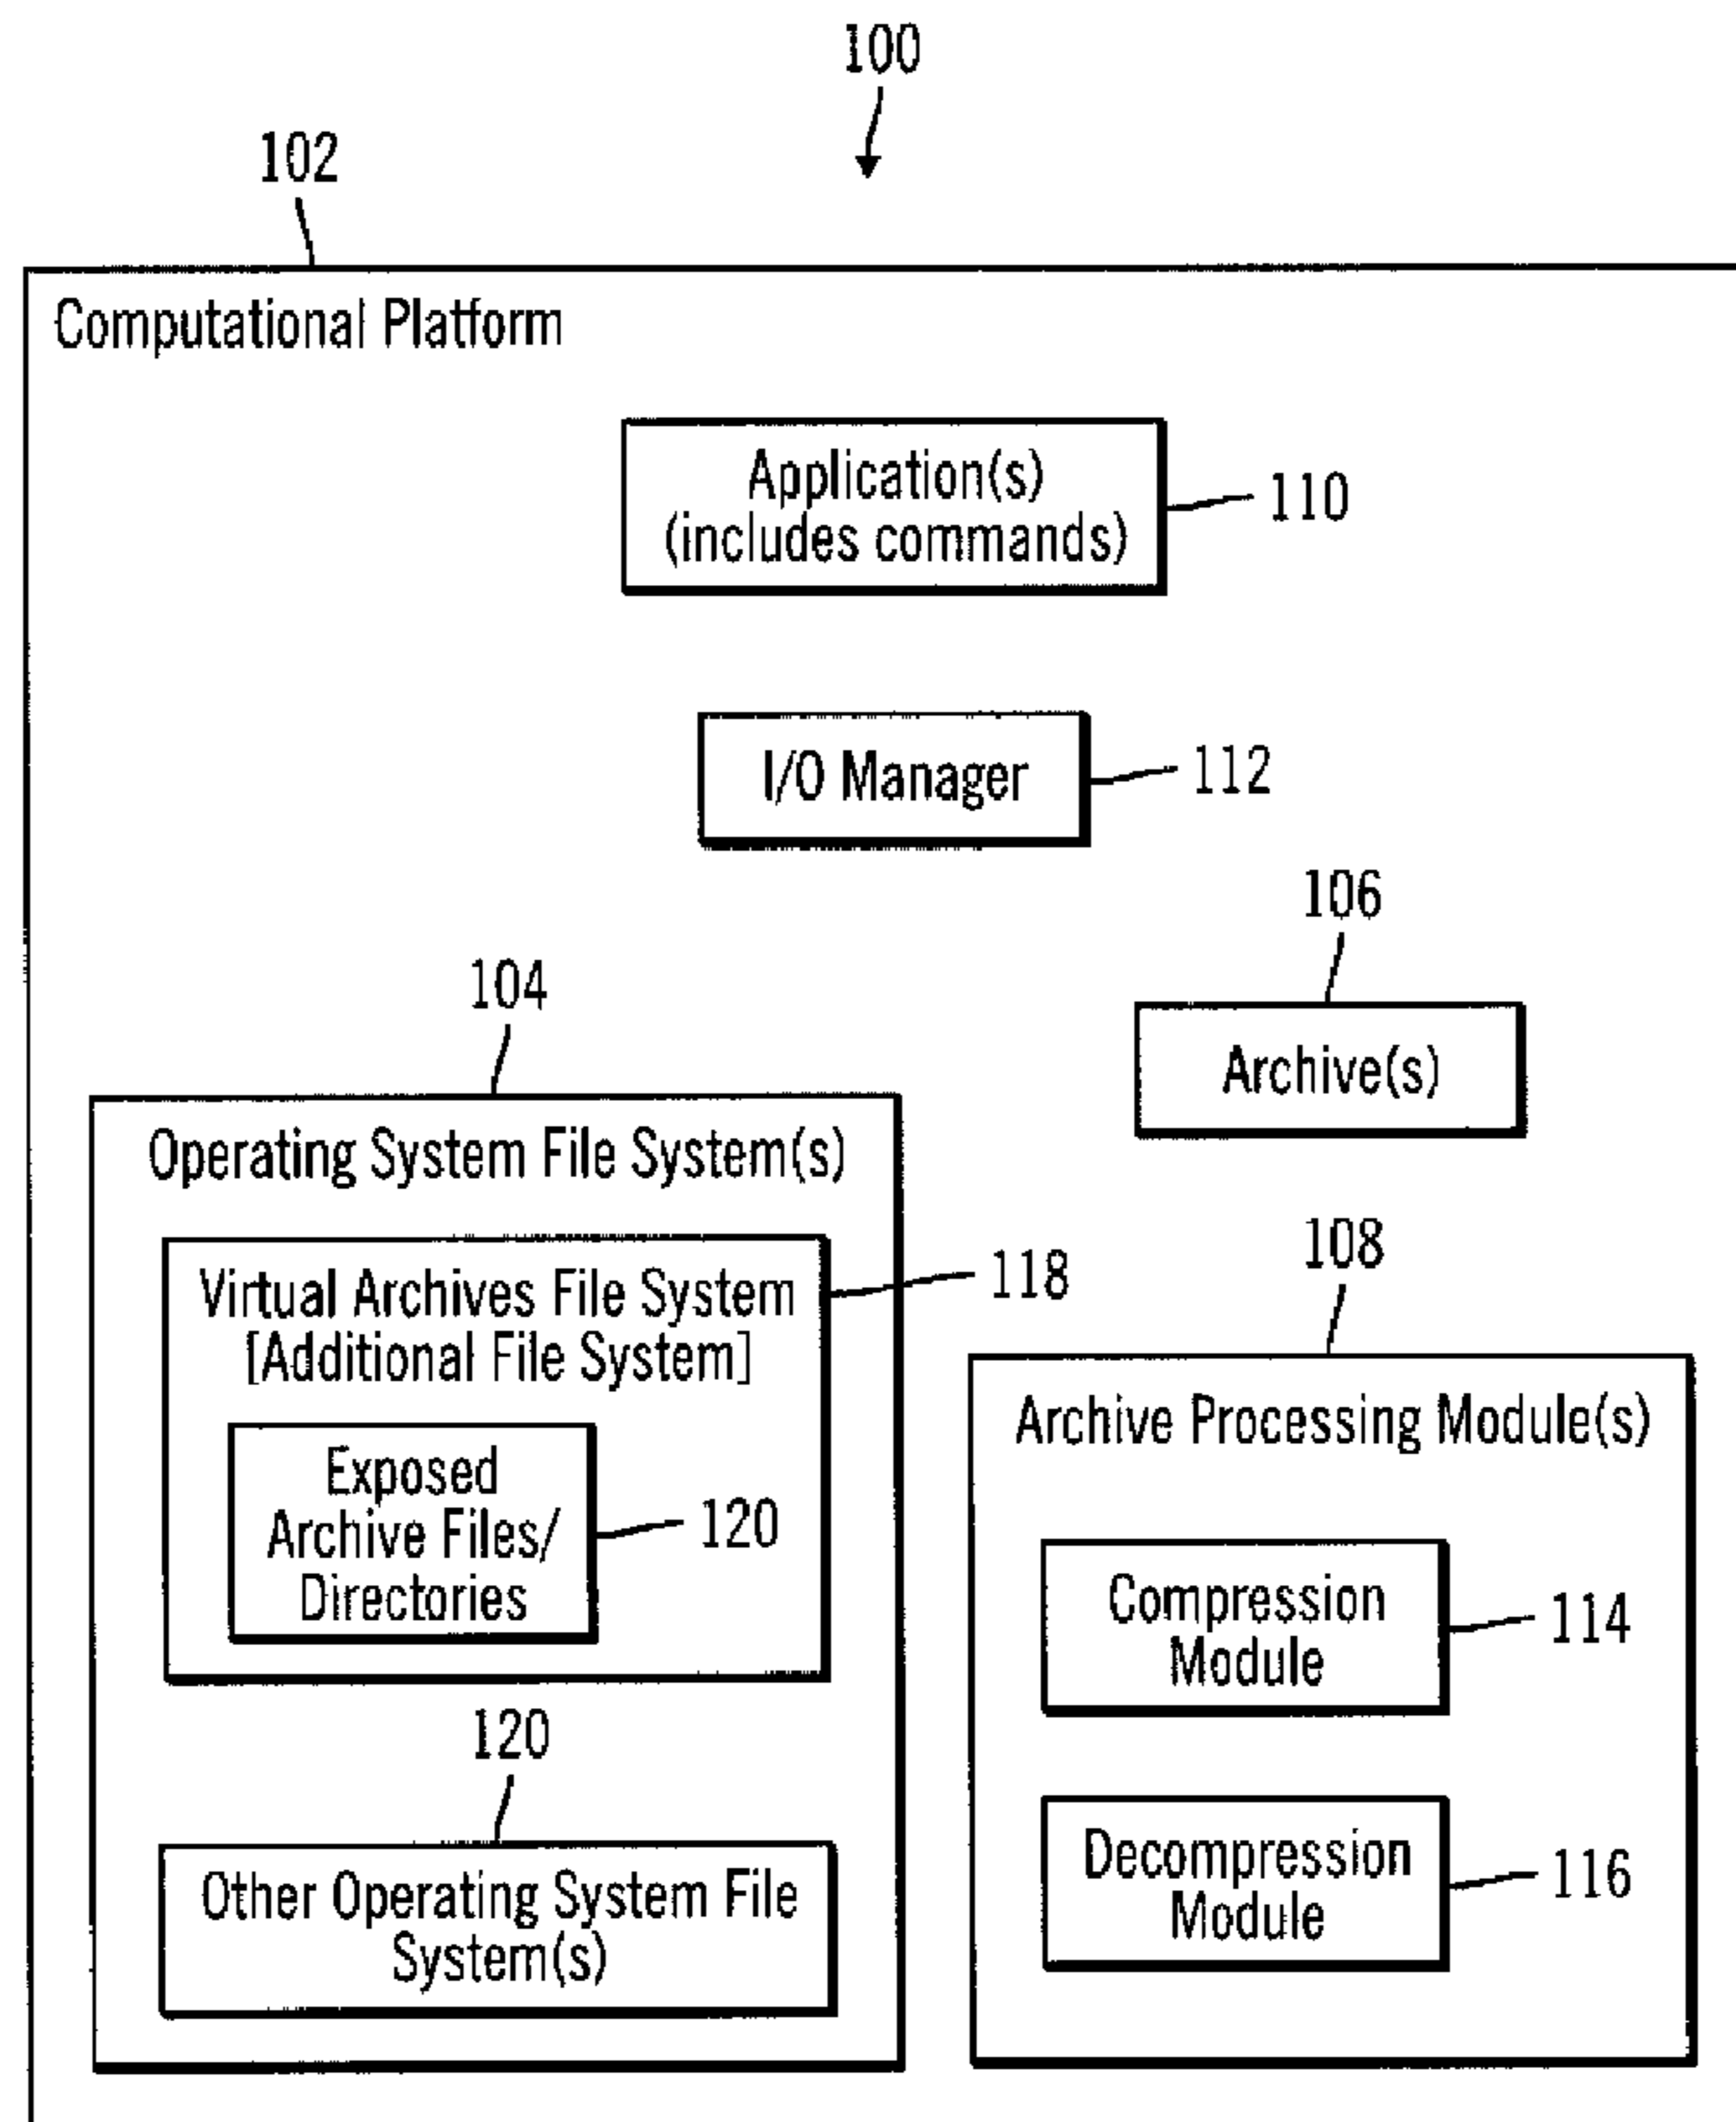 100
102
Computational Platform
Application(s)
(includes commands)
110
I/O Manager
112
106
Archive(s)
104
Operating System File System(s)
Virtual Archives File System
[Additional File System]
118
Exposed
Archive Files/
Directories
120
120
Other Operating System File
System(s)
108
Archive Processing Module(s)
Compression
Module
114
Decompression
Module
116